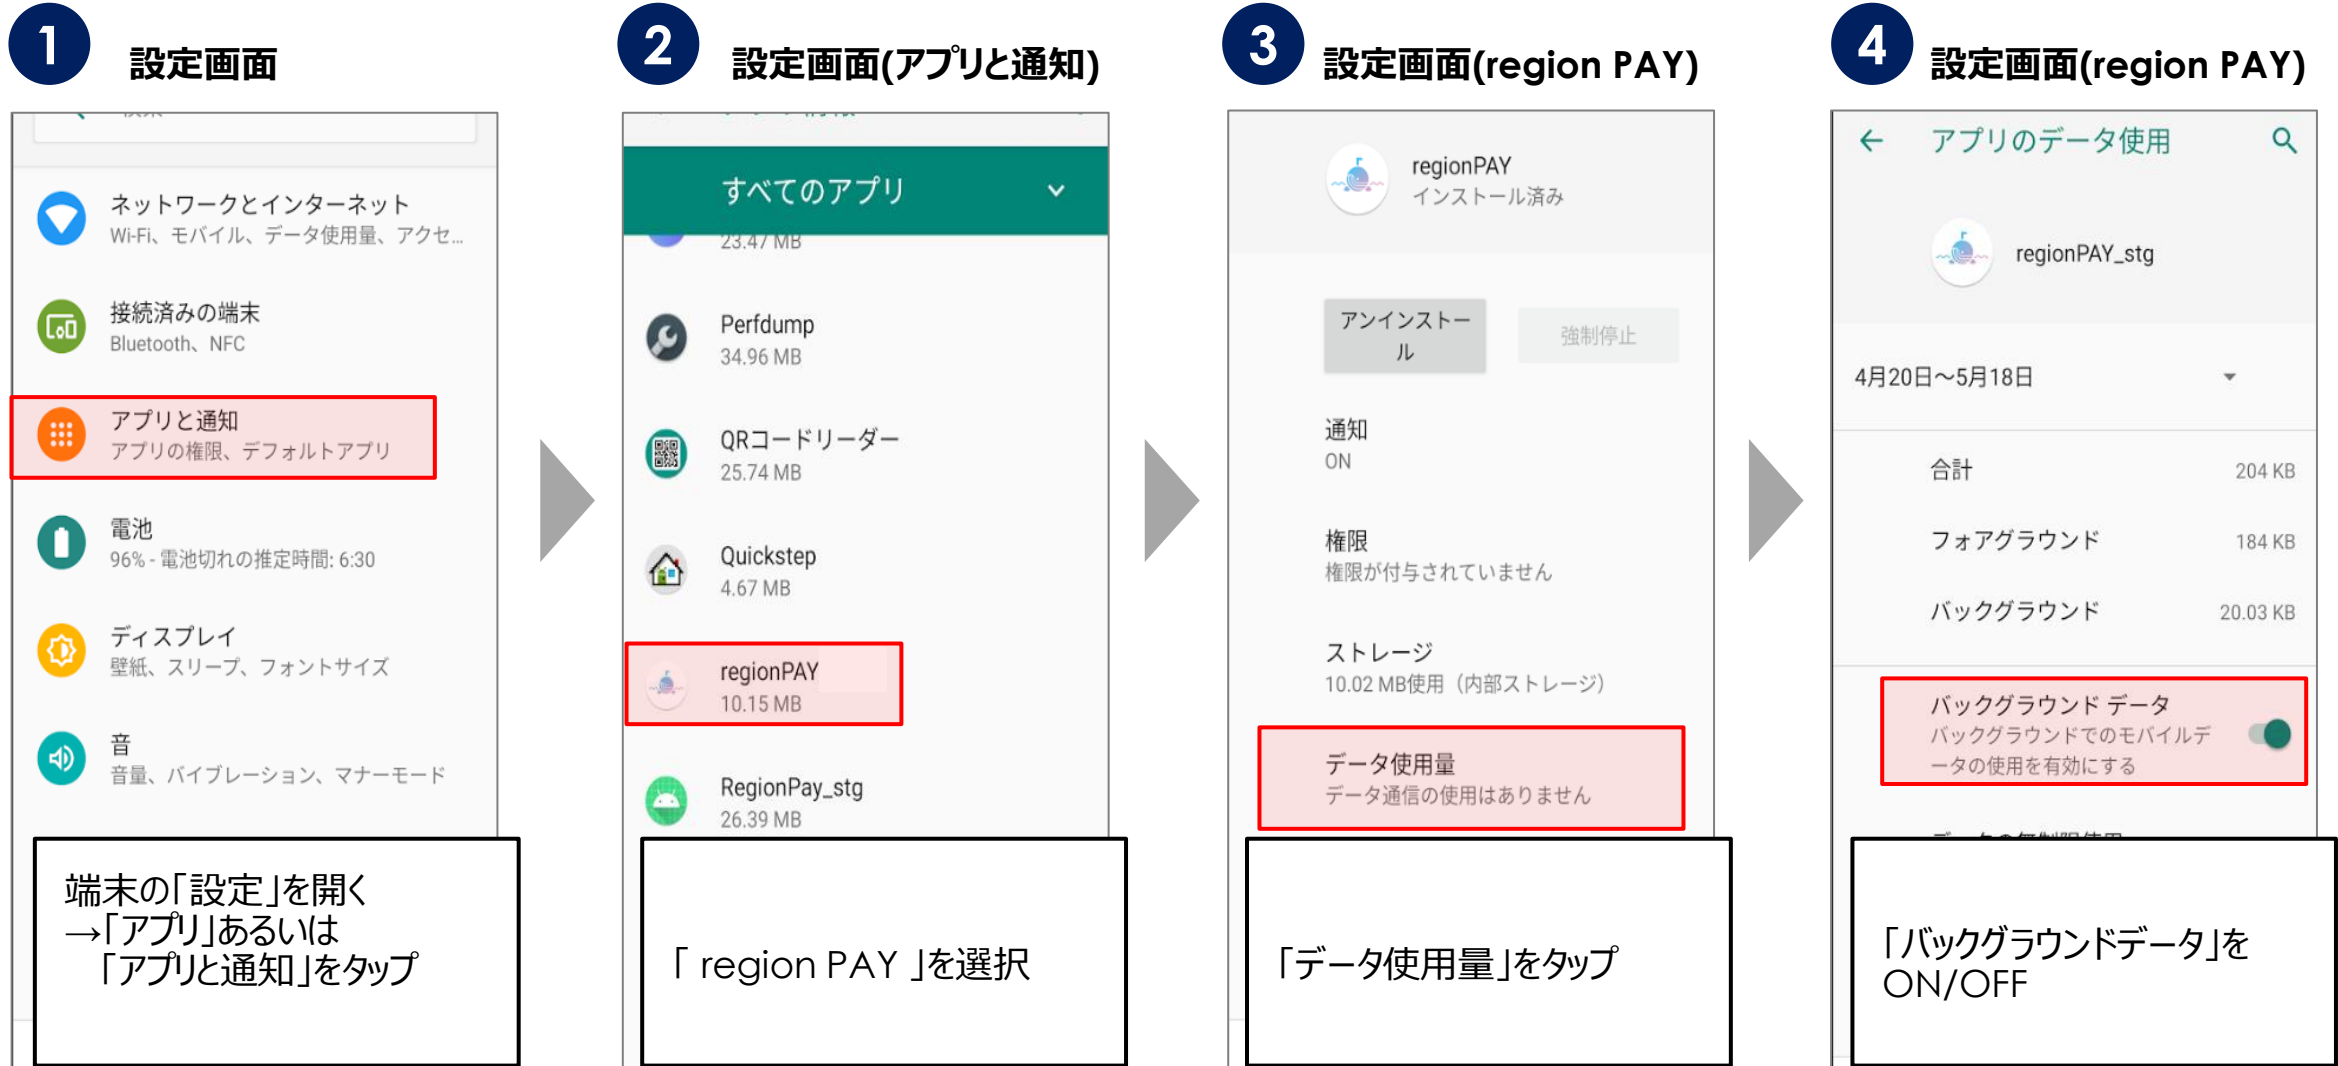 1
設定画面
ネットワークとインターネット
Wi-Fi、モバイル、データ使用量、アクセ...
接続済みの端末
Bluetooth、NFC
アプリと通知
アプリの権限、デフォルトアプリ
電池
96% - 電池切れの推定時間: 6:30
ディスプレイ
壁紙、スリープ、フォントサイズ
音
音量、バイブレーション、マナーモード
端末の「設定」を開く
→「アプリ」あるいは
「アプリと通知」をタップ
2
設定画面(アプリと通知)
すべてのアプリ
23.47 MB
Perfdump
34.96 MB
QRコードリーダー
25.74 MB
Quickstep
4.67 MB
regionPAY
10.15 MB
RegionPay_stg
26.39 MB
「 region PAY 」を選択
3
設定画面(region PAY)
regionPAY
インストール済み
アンインストー
ル
強制停止
通知
ON
権限
権限が付与されていません
ストレージ
10.02 MB使用（内部ストレージ）
データ使用量
データ通信の使用はありません
「データ使用量」をタップ
4
設定画面(region PAY)
アプリのデータ使用
regionPAY_stg
4月20日～5月18日
合計
204 KB
フォアグラウンド
184 KB
バックグラウンド
20.03 KB
バックグラウンド データ
バックグラウンドでのモバイルデ
ータの使用を有効にする
「バックグラウンドデータ」を
ON/OFF